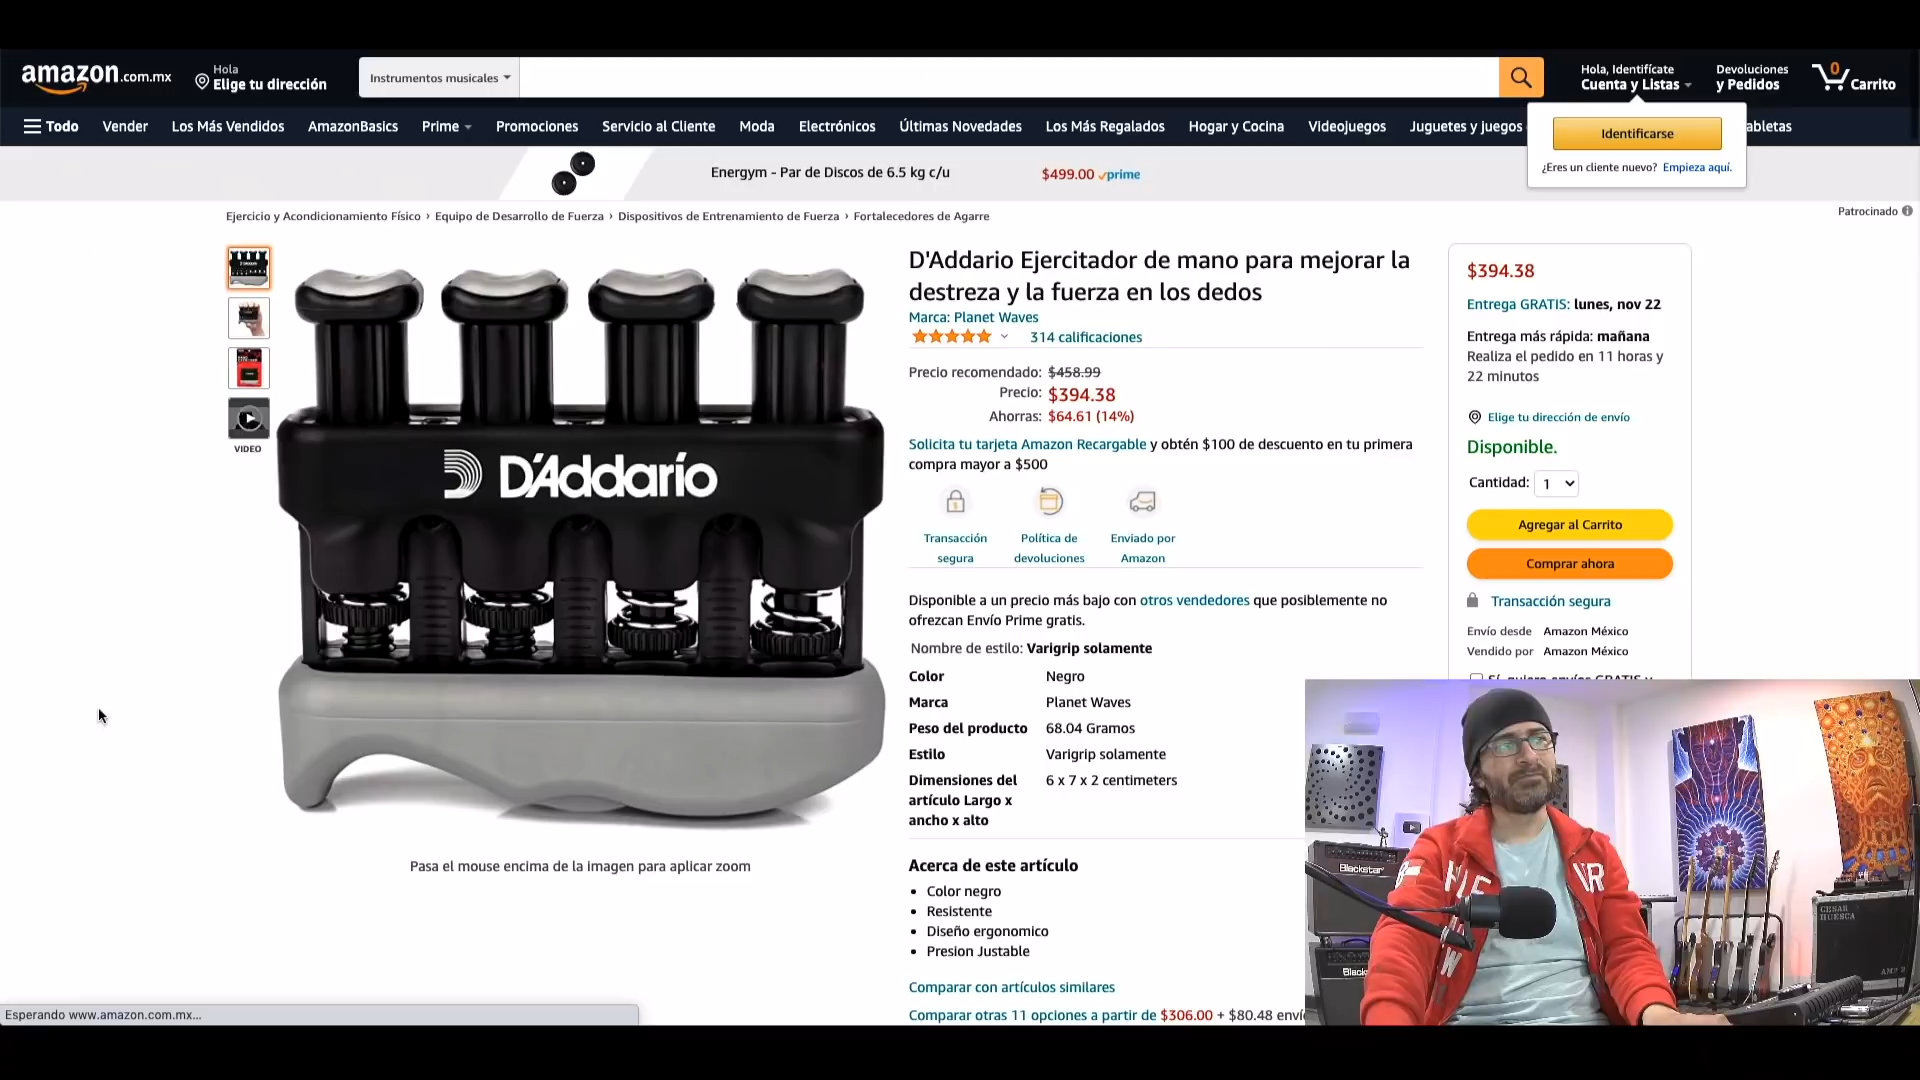 amazon.com.mx
Hola
Elige tu dirección
Instrumentos musicales
Hola, Identifícate
Cuenta y Listas
Devoluciones
y Pedidos
0
Carrito
Todo
Vender
Los Más Vendidos
AmazonBasics
Prime
Promociones
Servicio al Cliente
Moda
Electrónicos
Últimas Novedades
Los Más Regalados
Hogar y Cocina
Videojuegos
Juguetes y juegos
abletas
Identificarse
¿Eres un cliente nuevo? Empieza aquí.
Energym - Par de Discos de 6.5 kg c/u
$499.00 prime
Patrocinado
Ejercicio y Acondicionamiento Físico › Equipo de Desarrollo de Fuerza › Dispositivos de Entrenamiento de Fuerza › Fortalecedores de Agarre
VIDEO
D'Addario
Pasa el mouse encima de la imagen para aplicar zoom
D'Addario Ejercitador de mano para mejorar la
destreza y la fuerza en los dedos
Marca: Planet Waves
314 calificaciones
Precio recomendado: $458.99
Precio: $394.38
Ahorras: $64.61 (14%)
Solicita tu tarjeta Amazon Recargable y obtén $100 de descuento en tu primera
compra mayor a $500
Transacción
segura
Política de
devoluciones
Enviado por
Amazon
Disponible a un precio más bajo con otros vendedores que posiblemente no
ofrezcan Envío Prime gratis.
Nombre de estilo: Varigrip solamente
Color Negro
Marca Planet Waves
Peso del producto 68.04 Gramos
Estilo Varigrip solamente
Dimensiones del 6 x 7 x 2 centimeters
artículo Largo x
ancho x alto
Acerca de este artículo
Color negro
Resistente
Diseño ergonomico
Presion Justable
Comparar con artículos similares
Comparar otras 11 opciones a partir de $306.00 + $80.48 enví
$394.38
Entrega GRATIS: lunes, nov 22
Entrega más rápida: mañana
Realiza el pedido en 11 horas y
22 minutos
Elige tu dirección de envío
Disponible.
Cantidad: 1
Agregar al Carrito
Comprar ahora
Transacción segura
Envío desde Amazon México
Vendido por Amazon México
Sí, quiero envíos GRATIS y
Blackstar
CESAR
HUESCA
Esperando www.amazon.com.mx...